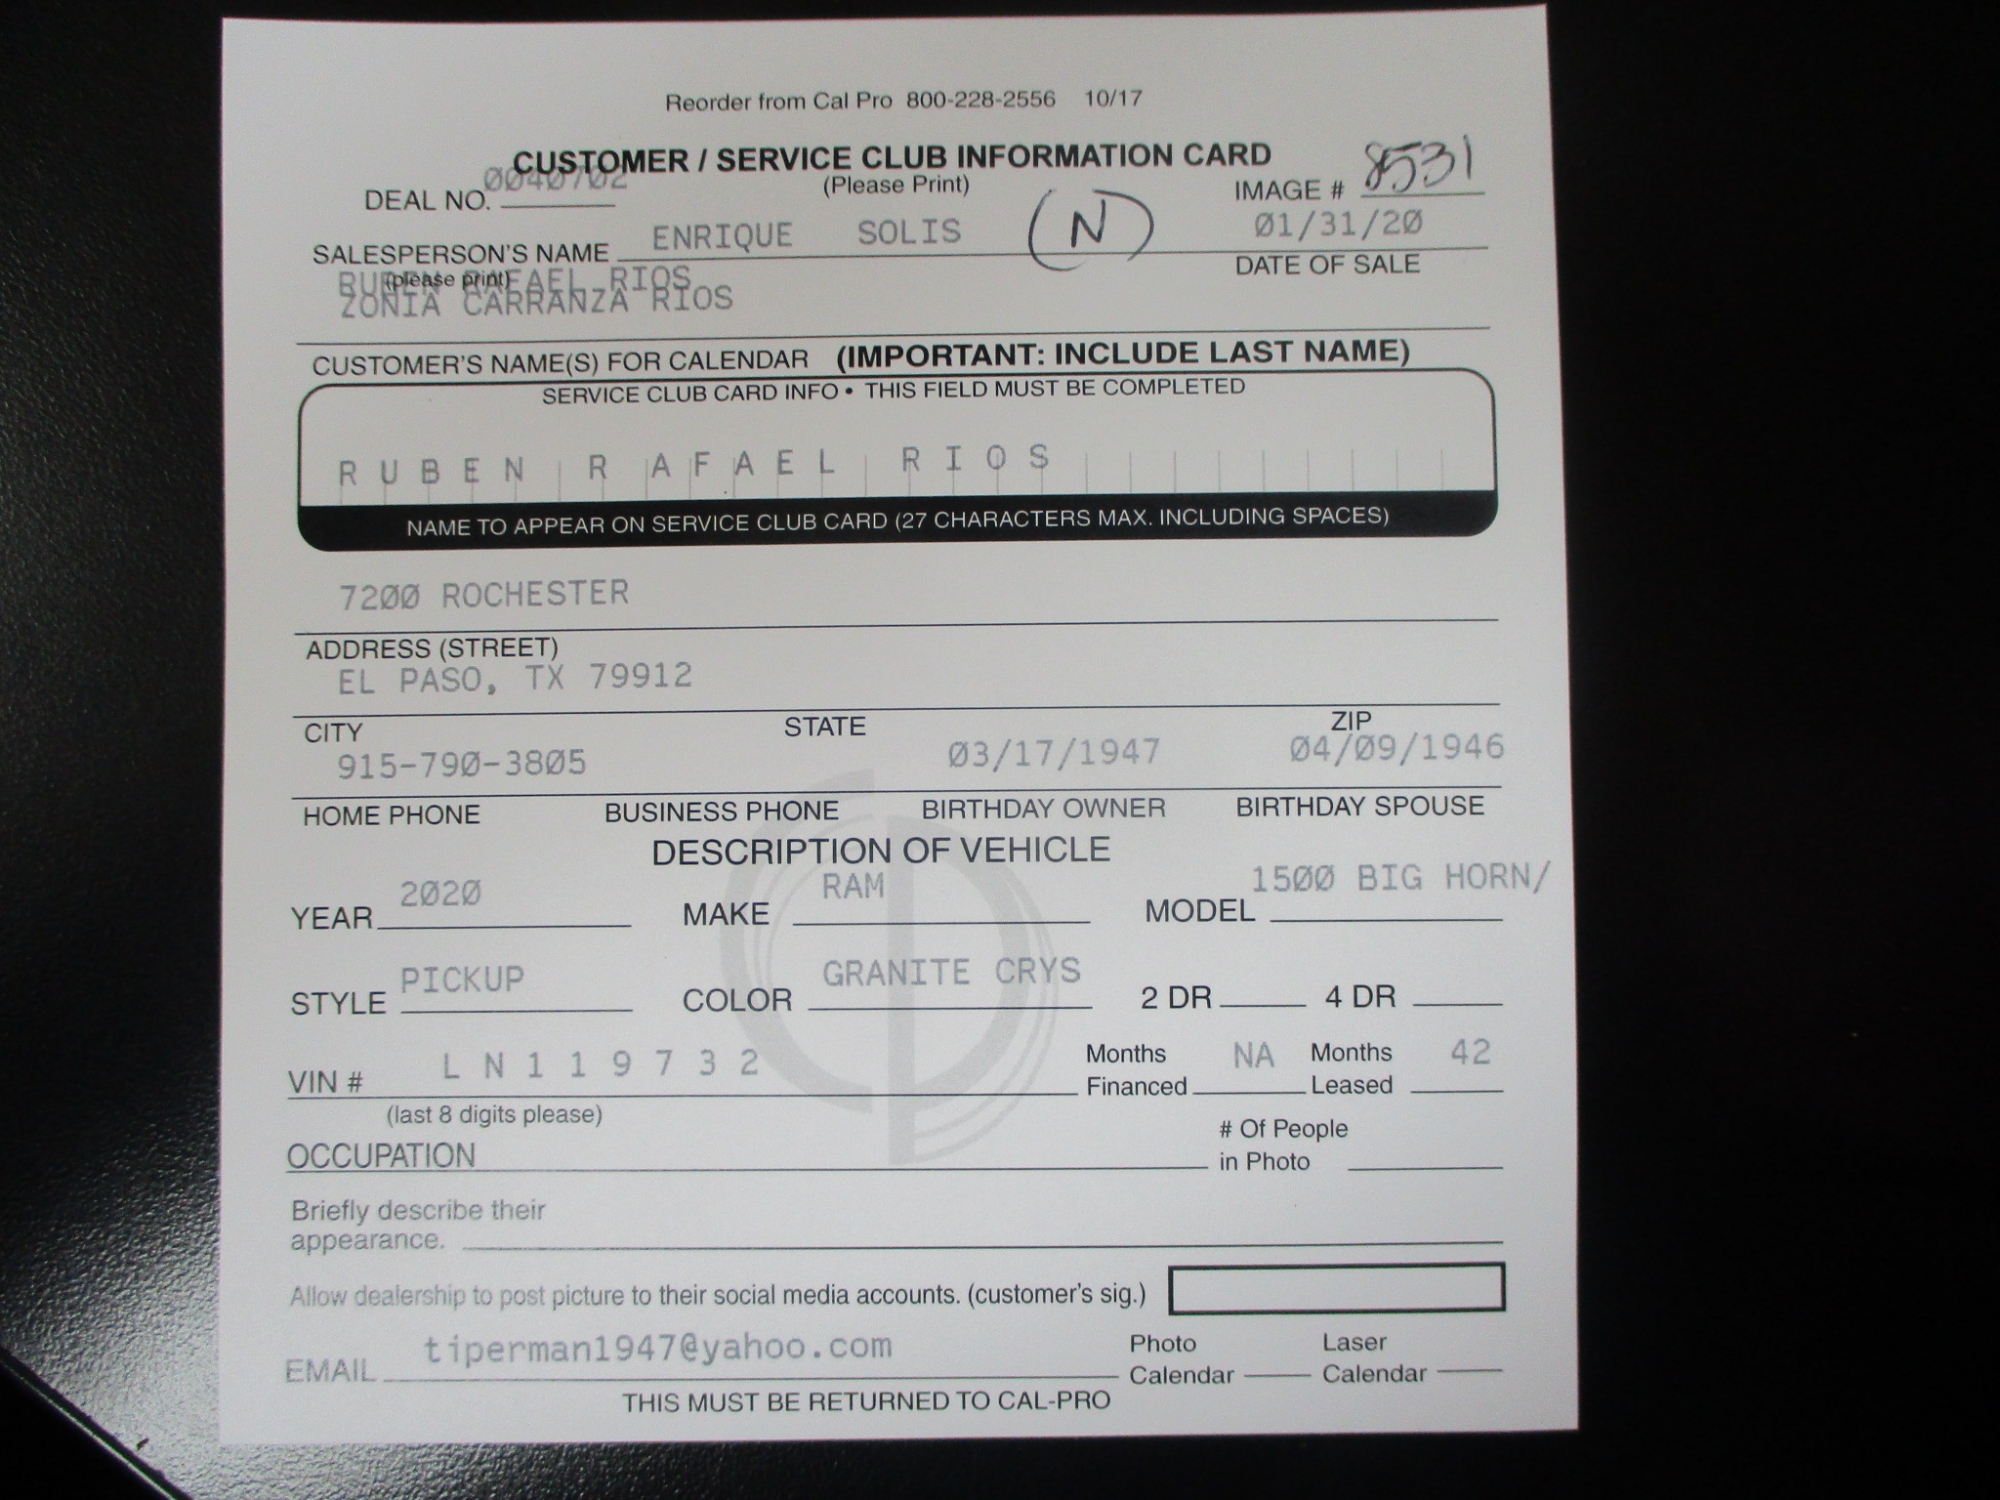 Reorder from Cal Pro 800-228-2556 10/17
CUSTOMER / SERVICE CLUB INFORMATION CARD
(Please Print)
DEAL NO. 0040702
IMAGE # 8531
SALESPERSON'S NAME ENRIQUE SOLIS (N) 01/31/20
(please print) DATE OF SALE
RUBEN RAFAEL RIOS
ZONIA CARRANZA RIOS
CUSTOMER'S NAME(S) FOR CALENDAR (IMPORTANT: INCLUDE LAST NAME)
SERVICE CLUB CARD INFO • THIS FIELD MUST BE COMPLETED
RUBEN RAFAEL RIOS
NAME TO APPEAR ON SERVICE CLUB CARD (27 CHARACTERS MAX. INCLUDING SPACES)
7200 ROCHESTER
ADDRESS (STREET)
EL PASO, TX 79912
CITY STATE ZIP
915-790-3805 03/17/1947 04/09/1946
HOME PHONE BUSINESS PHONE BIRTHDAY OWNER BIRTHDAY SPOUSE
DESCRIPTION OF VEHICLE
YEAR 2020 MAKE RAM MODEL 1500 BIG HORN/
STYLE PICKUP COLOR GRANITE CRYS 2 DR 4 DR
VIN # LN119732 Months Financed NA Months Leased 42
(last 8 digits please)
OCCUPATION # Of People in Photo
Briefly describe their
appearance.
Allow dealership to post picture to their social media accounts. (customer's sig.)
EMAIL tiperman1947@yahoo.com Photo Calendar Laser Calendar
THIS MUST BE RETURNED TO CAL-PRO